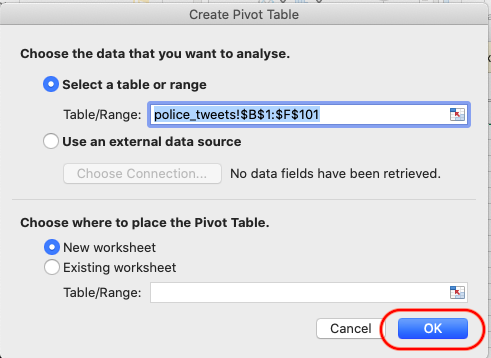 Create Pivot Table
Choose the data that you want to analyse.
Select a table or range
Table/Range: police_tweets!$B$1:$F$101
Use an external data source
Choose Connection... No data fields have been retrieved.
Choose where to place the Pivot Table.
New worksheet
Existing worksheet
Table/Range:
Cancel OK